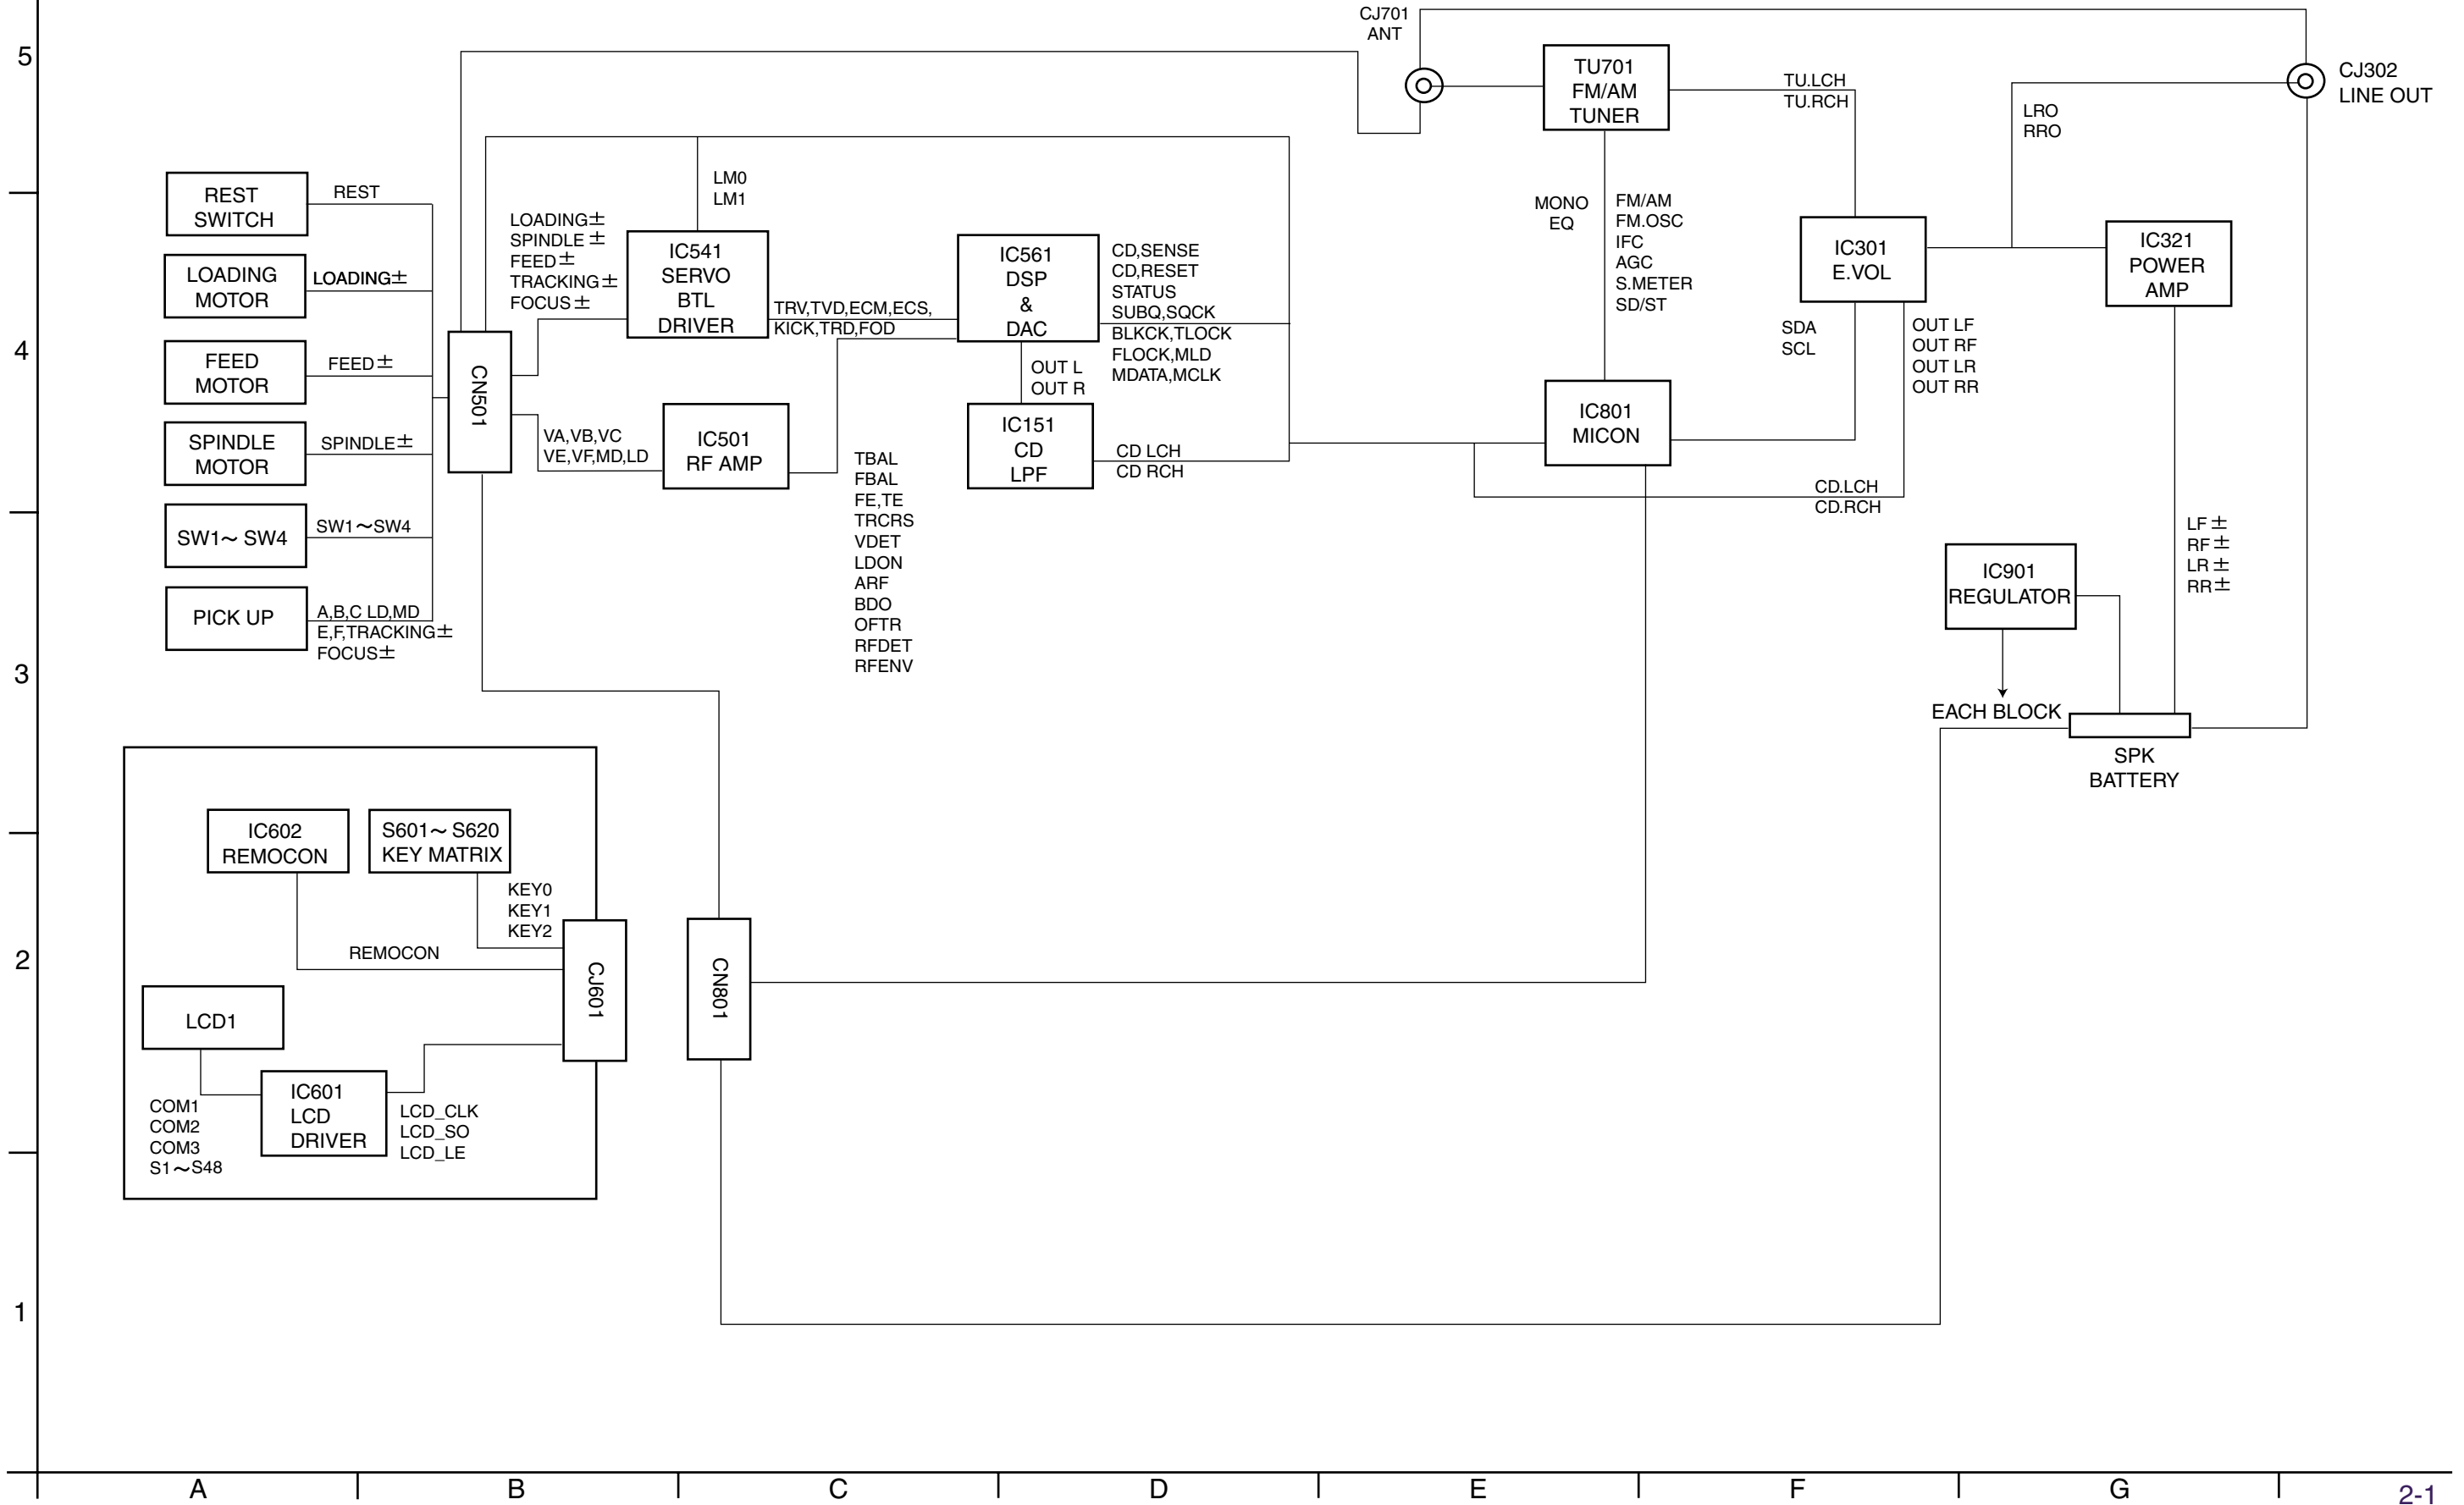 CJ701
ANT
5
TU701
FM/AM
TUNER
TU.LCH
TU.RCH
CJ302
LINE OUT
LRO
RRO
REST
SWITCH
REST
LOADING
MOTOR
LOADING±
FEED
MOTOR
FEED±
SPINDLE
MOTOR
SPINDLE±
SW1~ SW4
SW1~SW4
PICK UP
A,B,C LD,MD
E,F,TRACKING±
FOCUS±
4
CN501
LM0
LM1
LOADING±
SPINDLE ±
FEED±
TRACKING±
FOCUS±
IC541
SERVO
BTL
DRIVER
TRV,TVD,ECM,ECS,
KICK,TRD,FOD
IC561
DSP
&
DAC
CD,SENSE
CD,RESET
STATUS
SUBQ,SQCK
BLKCK,TLOCK
FLOCK,MLD
MDATA,MCLK
OUT L
OUT R
VA,VB,VC
VE,VF,MD,LD
IC501
RF AMP
TBAL
FBAL
FE,TE
TRCRS
VDET
LDON
ARF
BDO
OFTR
RFDET
RFENV
IC151
CD
LPF
CD LCH
CD RCH
MONO
EQ
FM/AM
FM.OSC
IFC
AGC
S.METER
SD/ST
IC301
E.VOL
IC321
POWER
AMP
SDA
SCL
OUT LF
OUT RF
OUT LR
OUT RR
IC801
MICON
CD.LCH
CD.RCH
LF ±
RF±
LR ±
RR±
IC901
REGULATOR
3
EACH BLOCK
SPK
BATTERY
IC602
REMOCON
S601~ S620
KEY MATRIX
KEY0
KEY1
KEY2
REMOCON
2
CJ601
CN801
LCD1
IC601
LCD
DRIVER
COM1
COM2
COM3
S1~S48
LCD_CLK
LCD_SO
LCD_LE
1
A B C D E F G
2-1